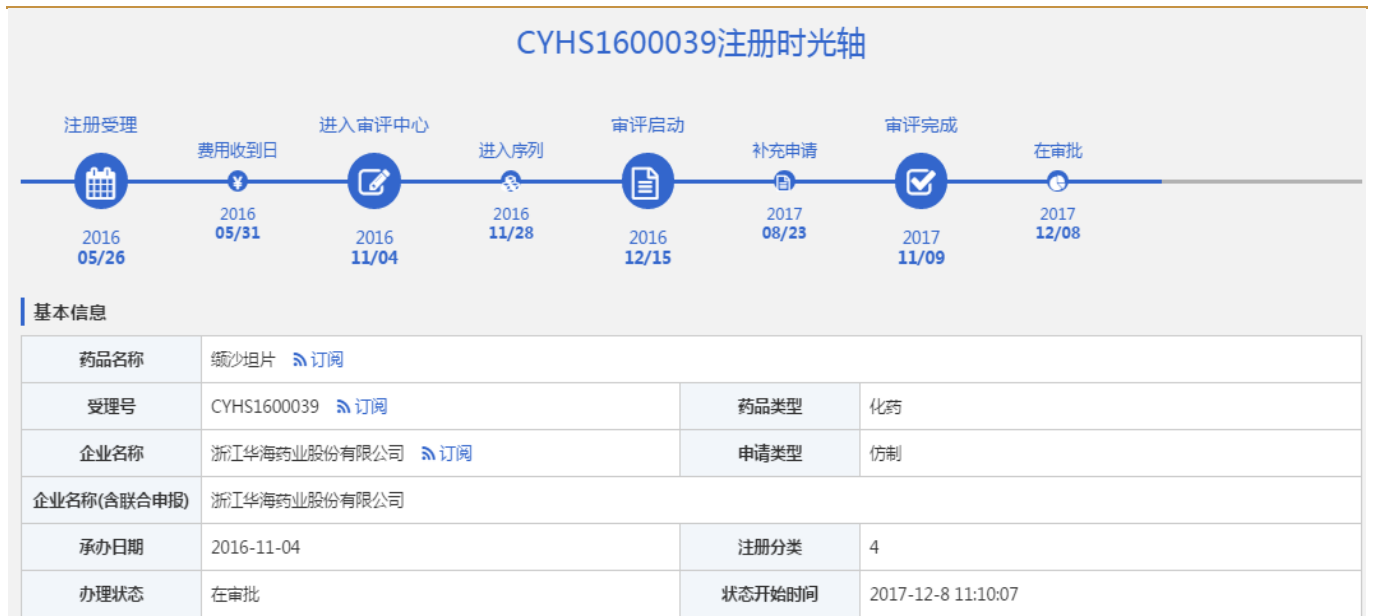 CYHS1600039注册时光轴
注册受理
费用收到日
进入审评中心
进入序列
审评启动
补充申请
审评完成
在审批
2016
05/26
2016
05/31
2016
11/04
2016
11/28
2016
12/15
2017
08/23
2017
11/09
2017
12/08
基本信息
药品名称 缬沙坦片 订阅
受理号 CYHS1600039 订阅 药品类型 化药
企业名称 浙江华海药业股份有限公司 订阅 申请类型 仿制
企业名称(含联合申报) 浙江华海药业股份有限公司
承办日期 2016-11-04 注册分类 4
办理状态 在审批 状态开始时间 2017-12-8 11:10:07